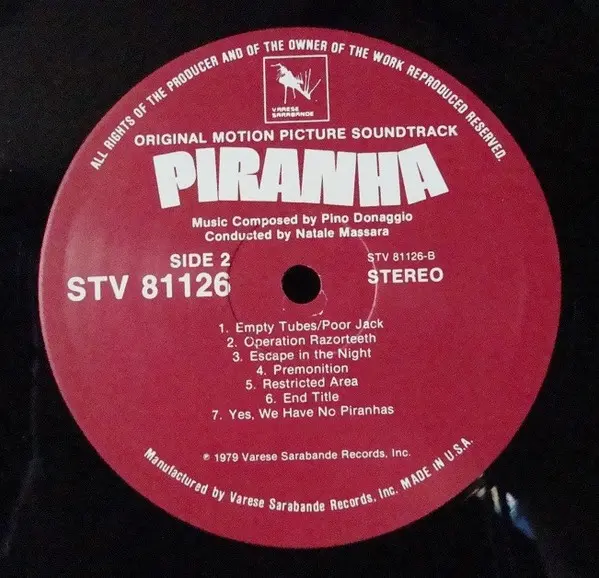 ALL RIGHTS OF THE PRODUCER AND OF THE OWNER OF THE WORK REPRODUCED RESERVED.
VARESE
SARABANDE
ORIGINAL MOTION PICTURE SOUNDTRACK
PIRANHA
Music Composed by Pino Donaggio
Conducted by Natale Massara
SIDE 2
STV 81126
STV 81126-B
STEREO
1. Empty Tubes/Poor Jack
2. Operation Razorteeth
3. Escape in the Night
4. Premonition
5. Restricted Area
6. End Title
7. Yes, We Have No Piranhas
℗ 1979 Varese Sarabande Records, Inc.
Manufactured by Varese Sarabande Records, Inc. MADE IN U.S.A.